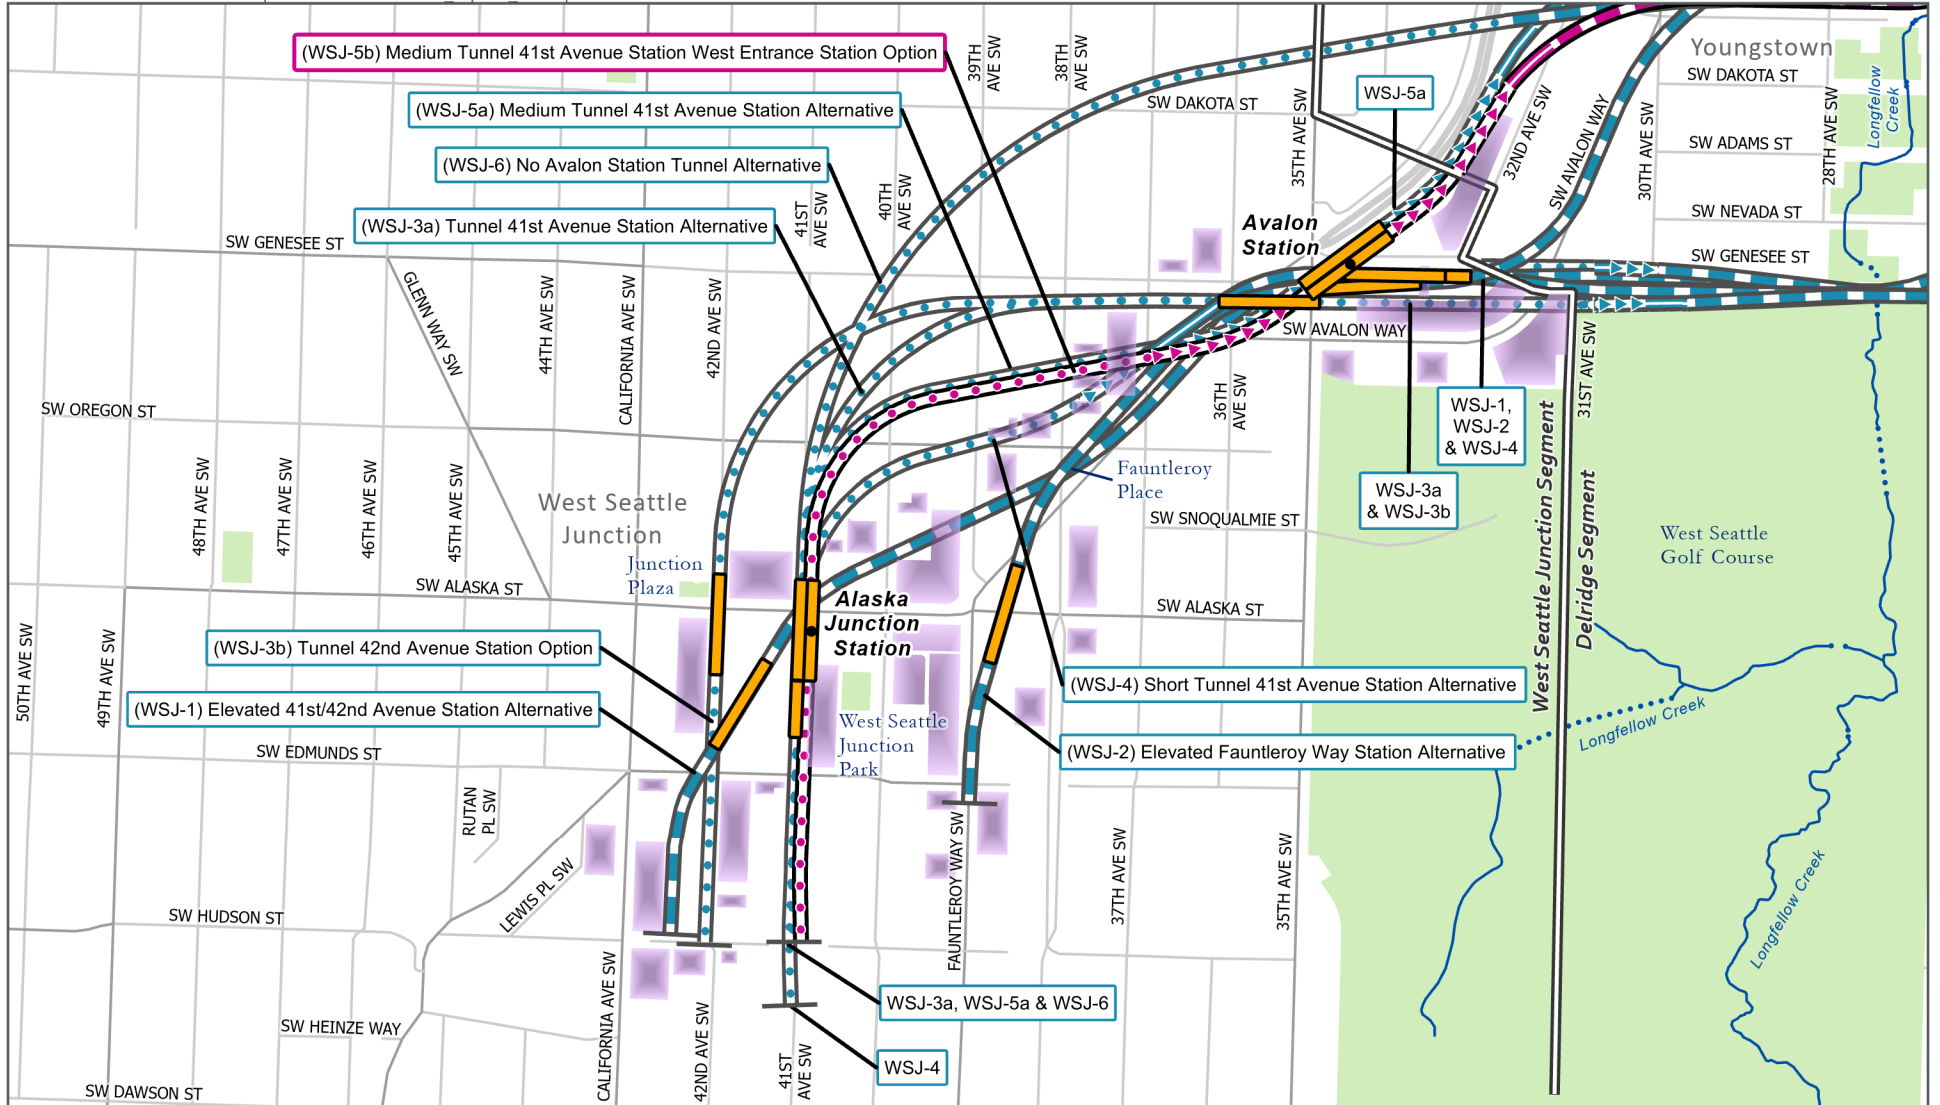 (WSJ-5b) Medium Tunnel 41st Avenue Station West Entrance Station Option
(WSJ-5a) Medium Tunnel 41st Avenue Station Alternative
(WSJ-6) No Avalon Station Tunnel Alternative
(WSJ-3a) Tunnel 41st Avenue Station Alternative
39TH
AVE SW
38TH
AVE SW
SW DAKOTA ST
35TH AVE SW
WSJ-5a
32ND AVE SW
SW AVALON WAY
30TH AVE SW
Youngstown
SW DAKOTA ST
SW ADAMS ST
28TH AVE SW
Longfellow
Creek
SW NEVADA ST
SW GENESEE ST
41ST
AVE SW
40TH
AVE SW
Avalon
Station
SW GENESEE ST
GLENN WAY SW
44TH AVE SW
CALIFORNIA AVE SW
42ND AVE SW
SW AVALON WAY
36TH
AVE SW
31ST AVE SW
WSJ-1,
WSJ-2
& WSJ-4
WSJ-3a
& WSJ-3b
SW OREGON ST
48TH AVE SW
47TH AVE SW
46TH AVE SW
45TH AVE SW
West Seattle
Junction
Junction
Plaza
Fauntleroy
Place
SW SNOQUALMIE ST
West Seattle Junction Segment
Delridge Segment
West Seattle
Golf Course
SW ALASKA ST
Alaska
Junction
Station
SW ALASKA ST
50TH AVE SW
49TH AVE SW
(WSJ-3b) Tunnel 42nd Avenue Station Option
(WSJ-1) Elevated 41st/42nd Avenue Station Alternative
(WSJ-4) Short Tunnel 41st Avenue Station Alternative
(WSJ-2) Elevated Fauntleroy Way Station Alternative
West Seattle
Junction
Park
Longfellow Creek
SW EDMUNDS ST
RUTAN
PL SW
LEWIS PL SW
FAUNTLEROY WAY SW
37TH AVE SW
35TH AVE SW
Longfellow Creek
SW HUDSON ST
CALIFORNIA AVE SW
42ND AVE SW
41ST
AVE SW
WSJ-3a, WSJ-5a & WSJ-6
WSJ-4
SW HEINZE WAY
SW DAWSON ST